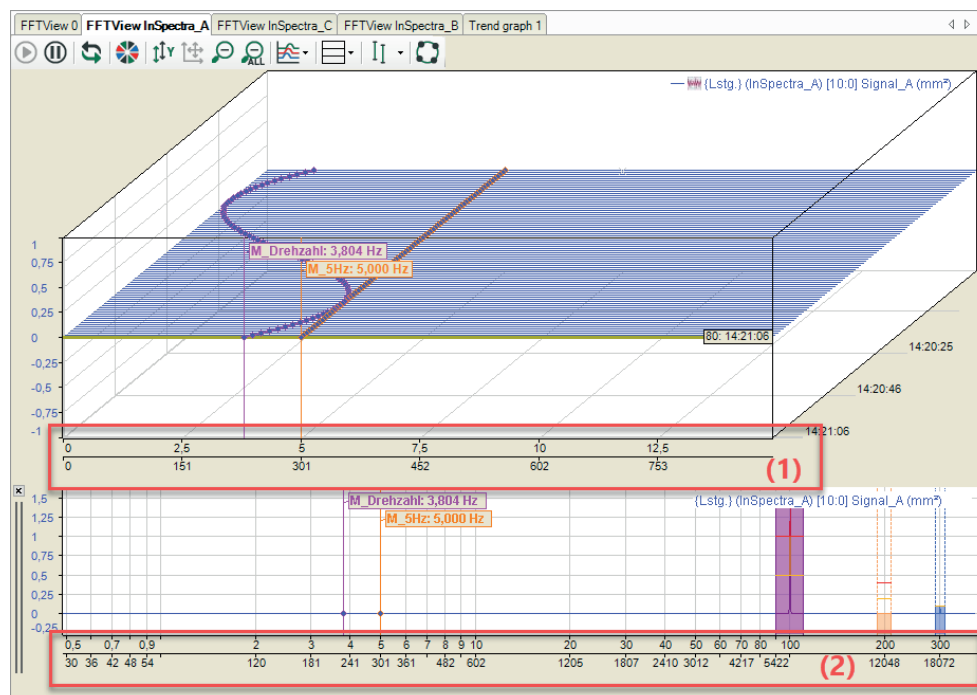 FFTView 0 FFTView InSpectra_A FFTView InSpectra_C FFTView InSpectra_B Trend graph 1
Y ALL
{Lstg.} (InSpectra_A) [10:0] Signal_A (mm²)
1
0,75
0,5
0,25
0
-0,25
-0,5
-0,75
-1
M_Drehzahl: 3,804 Hz
M_5Hz: 5,000 Hz
80: 14:21:06
14:20:25
14:20:46
14:21:06
0 2,5 5 7,5 10 12,5
0 151 301 452 602 753
(1)
1,5
1,25
1
0,75
0,5
0,25
0
-0,25
M_Drehzahl: 3,804 Hz
M_5Hz: 5,000 Hz
{Lstg.} (InSpectra_A) [10:0] Signal_A (mm²)
0,5 0,7 0,9 2 3 4 5 6 7 8 9 10 20 30 40 50 60 70 80 100 200 300
30 36 42 48 54 120 181 241 301 361 482 602 1205 1807 2410 3012 4217 5422 12048 18072
(2)